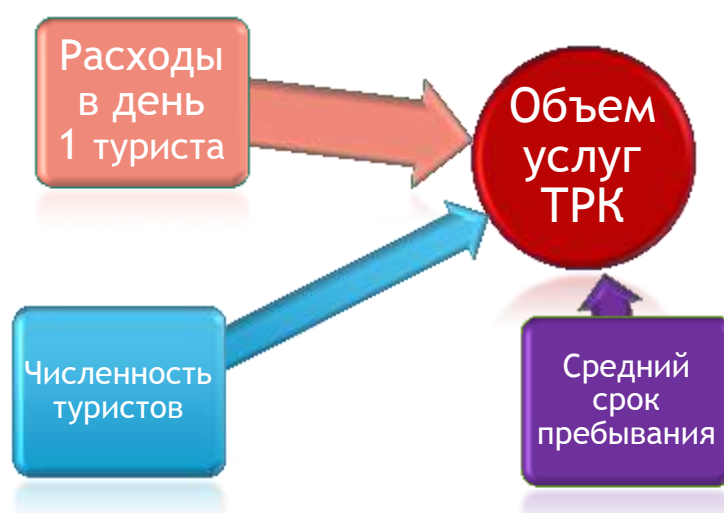 Расходы
в день
1 туриста
Объем
услуг
ТРК
Численность
туристов
Средний
срок
пребывания